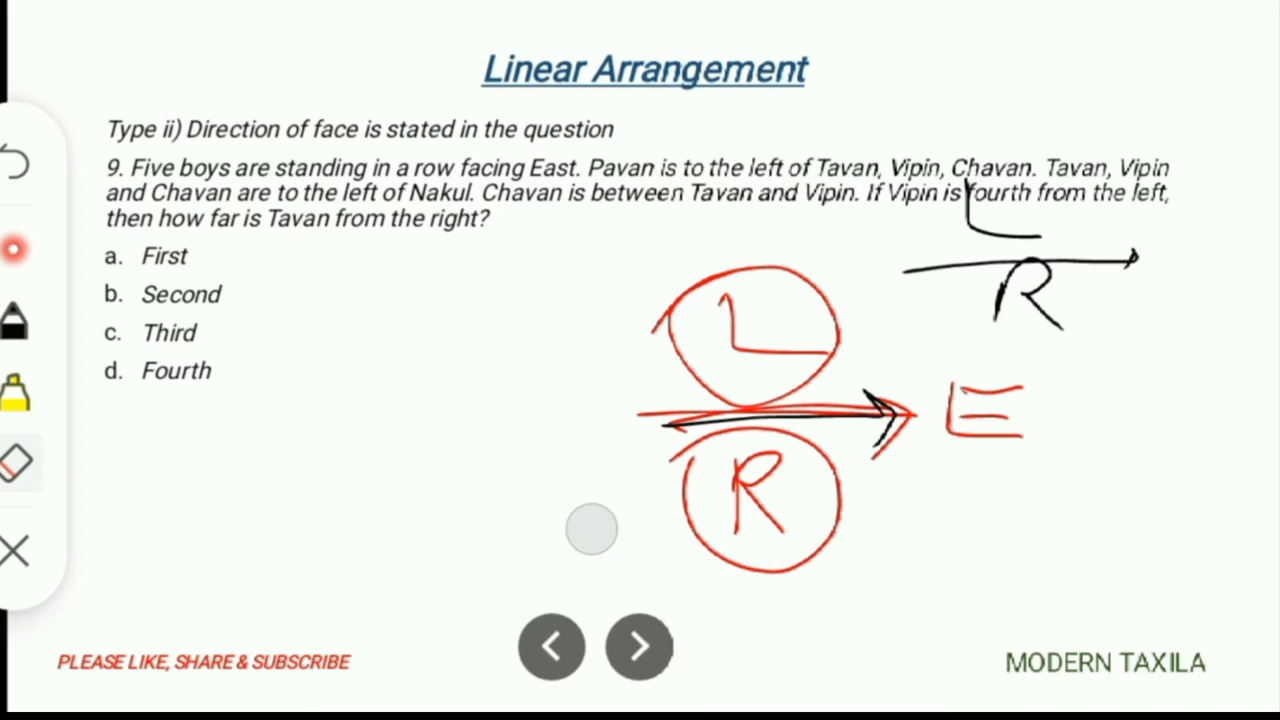 Linear Arrangement
Type ii) Direction of face is stated in the question
9. Five boys are standing in a row facing East. Pavan is to the left of Tavan, Vipin, Chavan. Tavan, Vipin
and Chavan are to the left of Nakul. Chavan is between Tavan and Vipin. If Vipin is fourth from the left,
then how far is Tavan from the right?
a. First
b. Second
c. Third
d. Fourth
L
R
L
E
R
PLEASE LIKE, SHARE & SUBSCRIBE
MODERN TAXILA